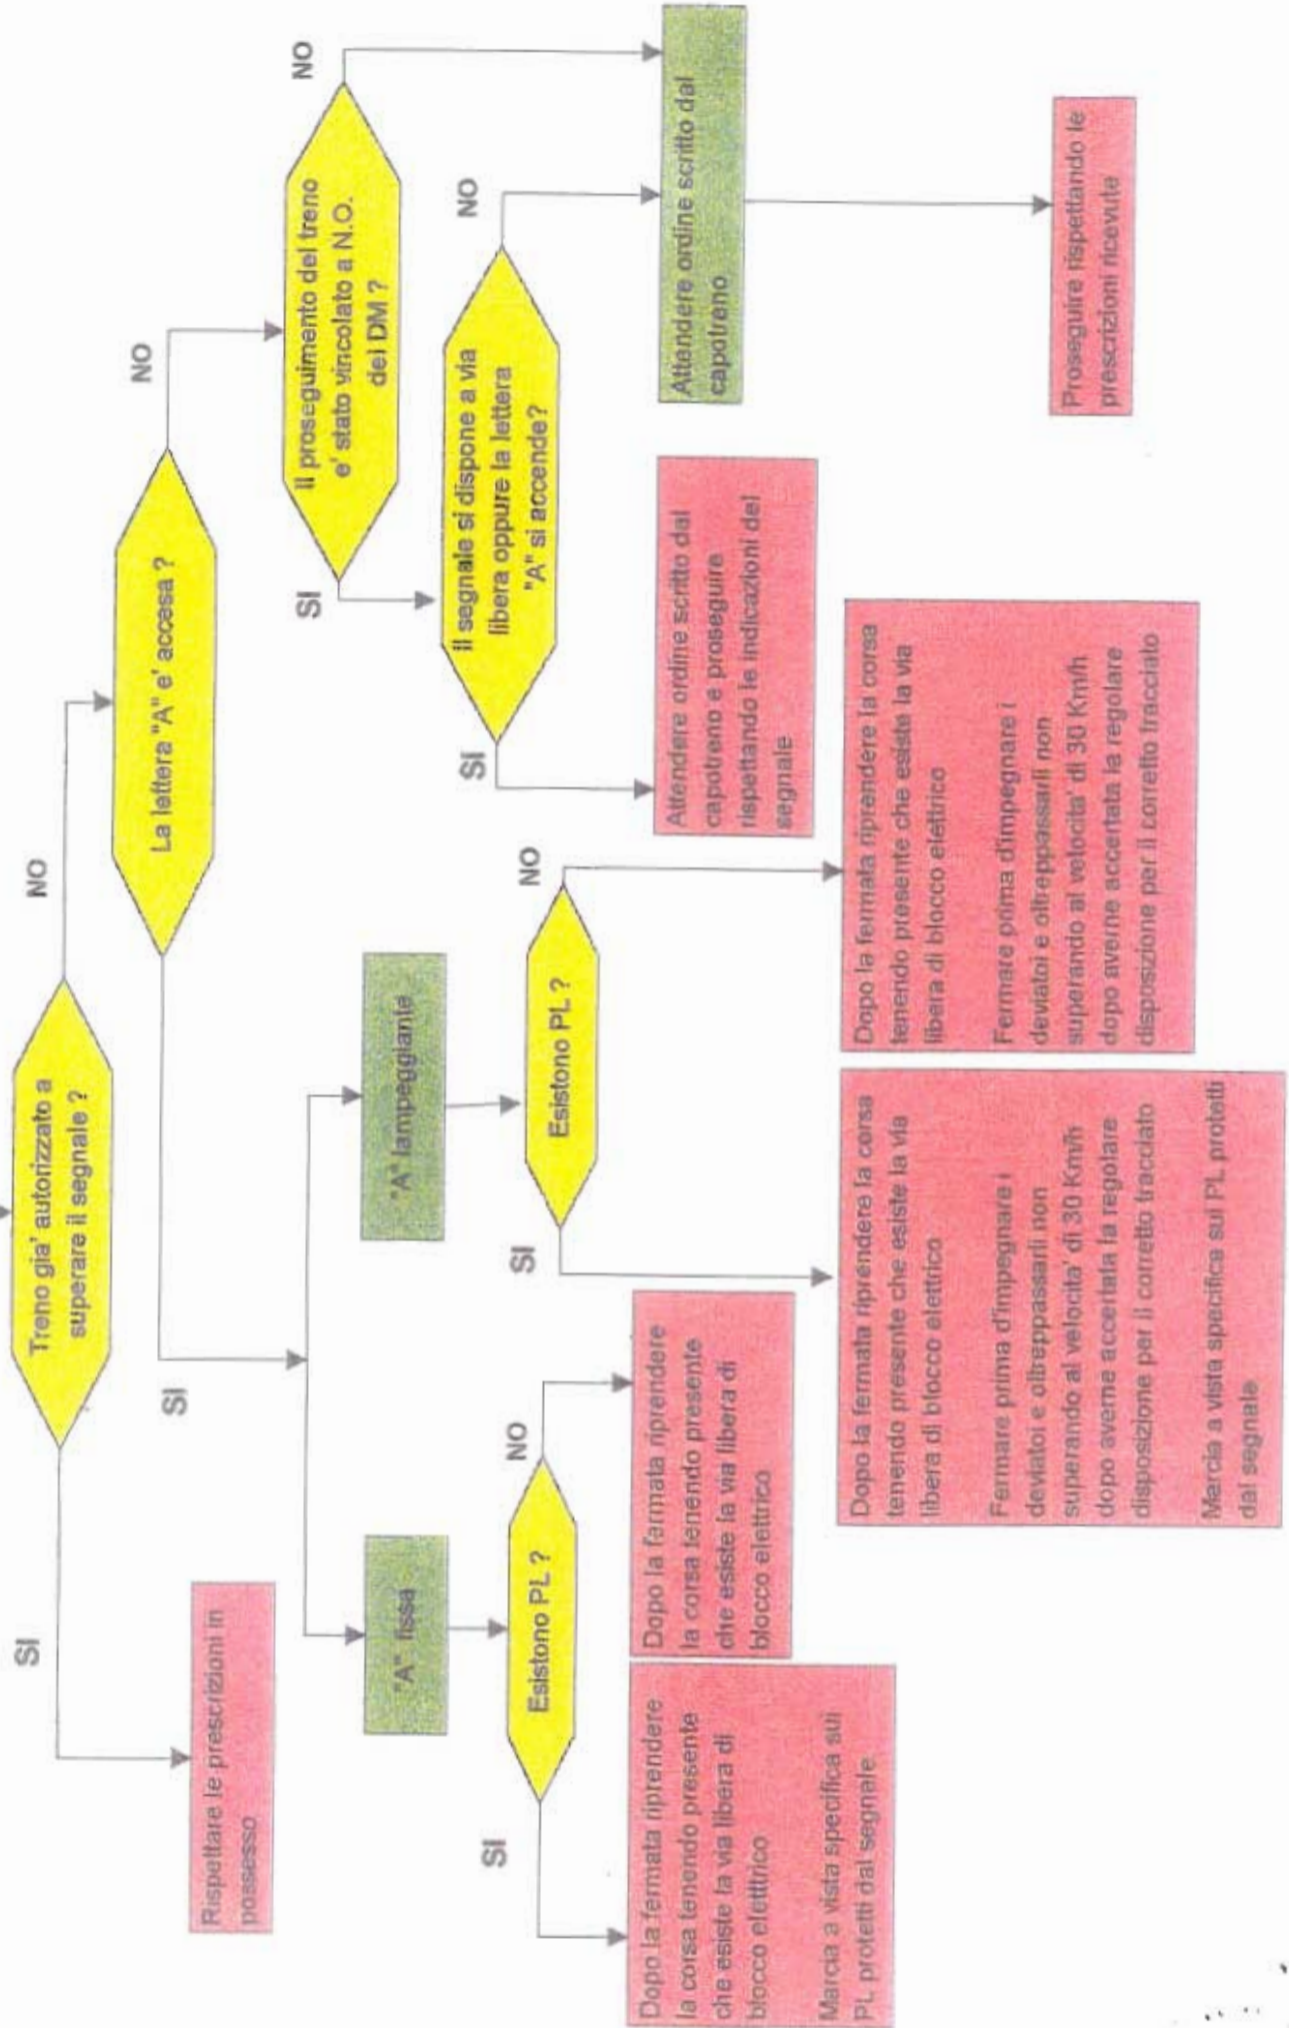 Treno gia' autorizzato a
superare il segnale ?
SI
NO
Rispettare le prescrizioni in
possesso
La lettera "A" e' accesa ?
SI
NO
"A" fissa
"A" lampeggiante
Il proseguimento del treno
e' stato vincolato a N.O.
del DM ?
SI
NO
Esistono PL ?
SI
NO
Esistono PL ?
SI
NO
Il segnale si dispone a via
libera oppure la lettera
"A" si accende?
SI
NO
Dopo la fermata riprendere
la corsa tenendo presente
che esiste la via libera di
blocco eletttrico
Marcia a vista specifica sui
PL protetti dal segnale
Dopo la fermata riprendere
la corsa tenendo presente
che esiste la via libera di
blocco elettrico
Attendere ordine scritto dal
capotreno e proseguire
rispettando le indicazioni del
segnale
Attendere ordine scritto dal
capotreno
Dopo la fermata riprendere la corsa
tenendo presente che esiste la via
libera di blocco elettrico
Fermare prima d'impegnare i
deviatoi e oltreppassarli non
superando al velocita' di 30 Km/h
dopo averne accertata la regolare
disposizione per il corretto tracciato
Marcia a vista specifica sui PL protetti
dal segnale
Dopo la fermata riprendere la corsa
tenendo presente che esiste la via
libera di blocco elettrico
Fermare prima d'impegnare i
deviatoi e oltreppassarli non
superando al velocita' di 30 Km/h
dopo averne accertata la regolare
disposizione per il corretto tracciato
Proseguire rispettando le
prescrizioni ricevute